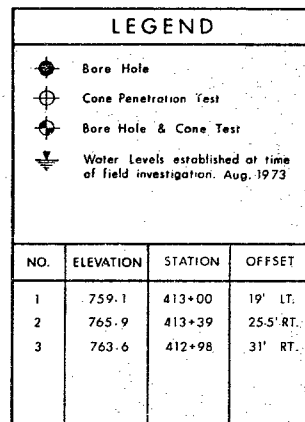 LEGEND
Bore Hole
Cone Penetration Test
Bore Hole & Cone Test
Water Levels established at time
of field investigation. Aug. 1973
NO. ELEVATION STATION OFFSET
1 759.1 413+00 19' LT.
2 765.9 413+39 25.5' RT.
3 763.6 412+98 31' RT.